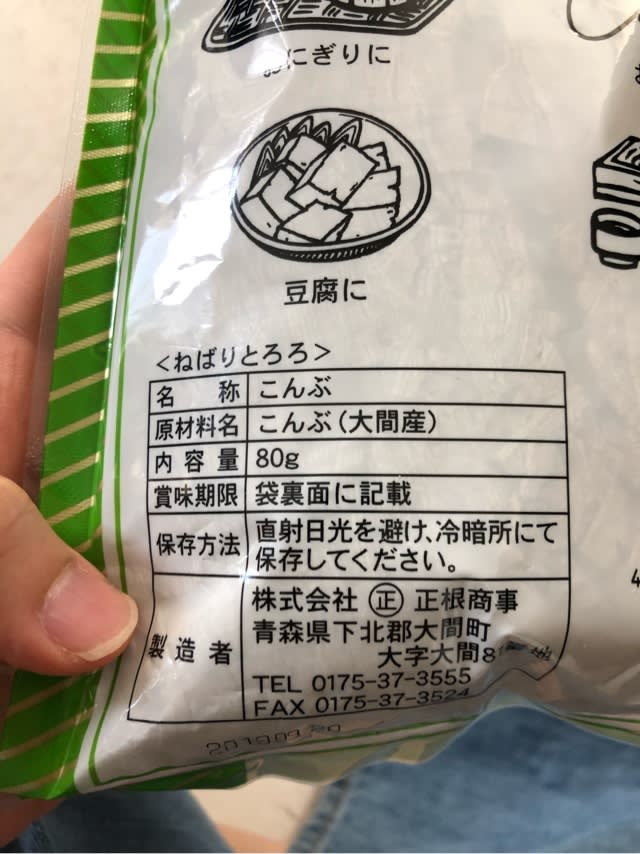 おにぎりに
豆腐に
<ねばりとろろ>
名 称 こんぶ
原材料名 こんぶ(大間産)
内容量 80g
賞味期限 袋裏面に記載
保存方法 直射日光を避け、冷暗所にて
保存してください。
製造者 株式会社 ㊣ 正根商事
青森県下北郡大間町
大字大間
TEL 0175-37-3555
FAX 0175-37-3524